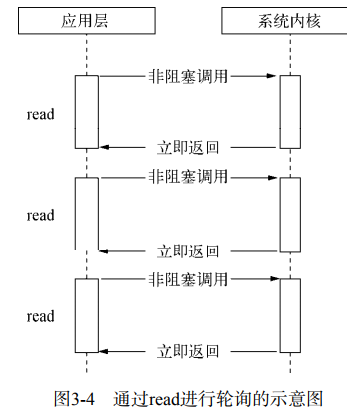 应用层 系统内核
非阻塞调用
read
立即返回
非阻塞调用
read
立即返回
非阻塞调用
read
立即返回
图3-4 通过read进行轮询的示意图